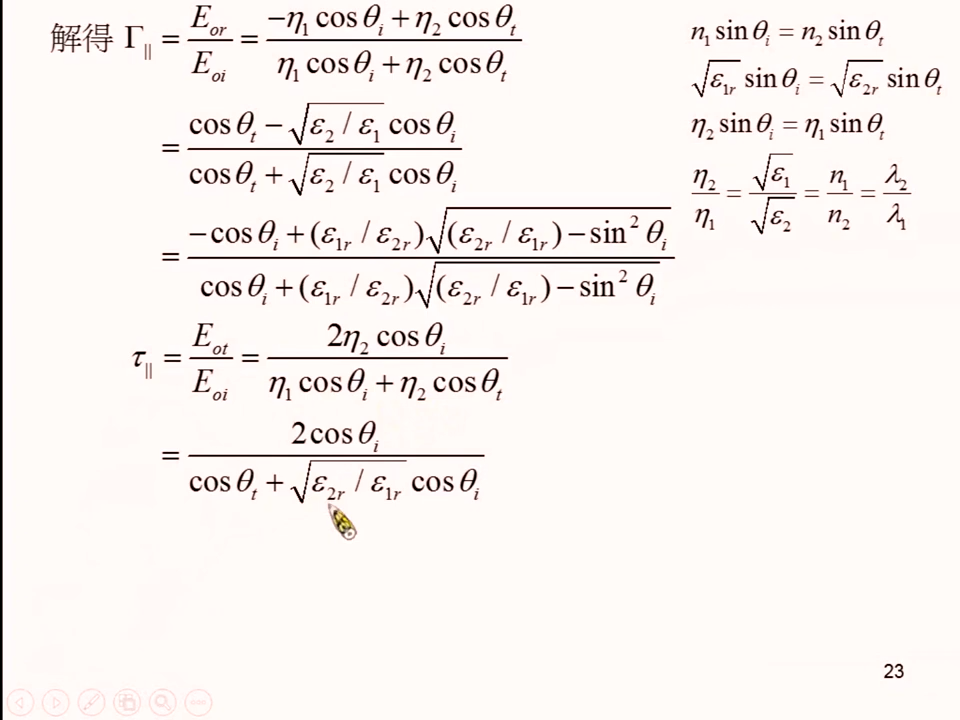 解得 Γ_∥ = E_or / E_oi = (−η₁ cos θ_i + η₂ cos θ_t) / (η₁ cos θ_i + η₂ cos θ_t)
= (cos θ_t − √(ε₂ / ε₁) cos θ_i) / (cos θ_t + √(ε₂ / ε₁) cos θ_i)
= (−cos θ_i + (ε_1r / ε_2r)√((ε_2r / ε_1r) − sin² θ_i)) / (cos θ_i + (ε_1r / ε_2r)√((ε_2r / ε_1r) − sin² θ_i))
τ_∥ = E_ot / E_oi = 2η₂ cos θ_i / (η₁ cos θ_i + η₂ cos θ_t)
= 2 cos θ_i / (cos θ_t + √(ε_2r / ε_1r) cos θ_i)
n₁ sin θ_i = n₂ sin θ_t
√ε_1r sin θ_i = √ε_2r sin θ_t
η₂ sin θ_i = η₁ sin θ_t
η₂ / η₁ = √ε₁ / √ε₂ = n₁ / n₂ = λ₂ / λ₁
23